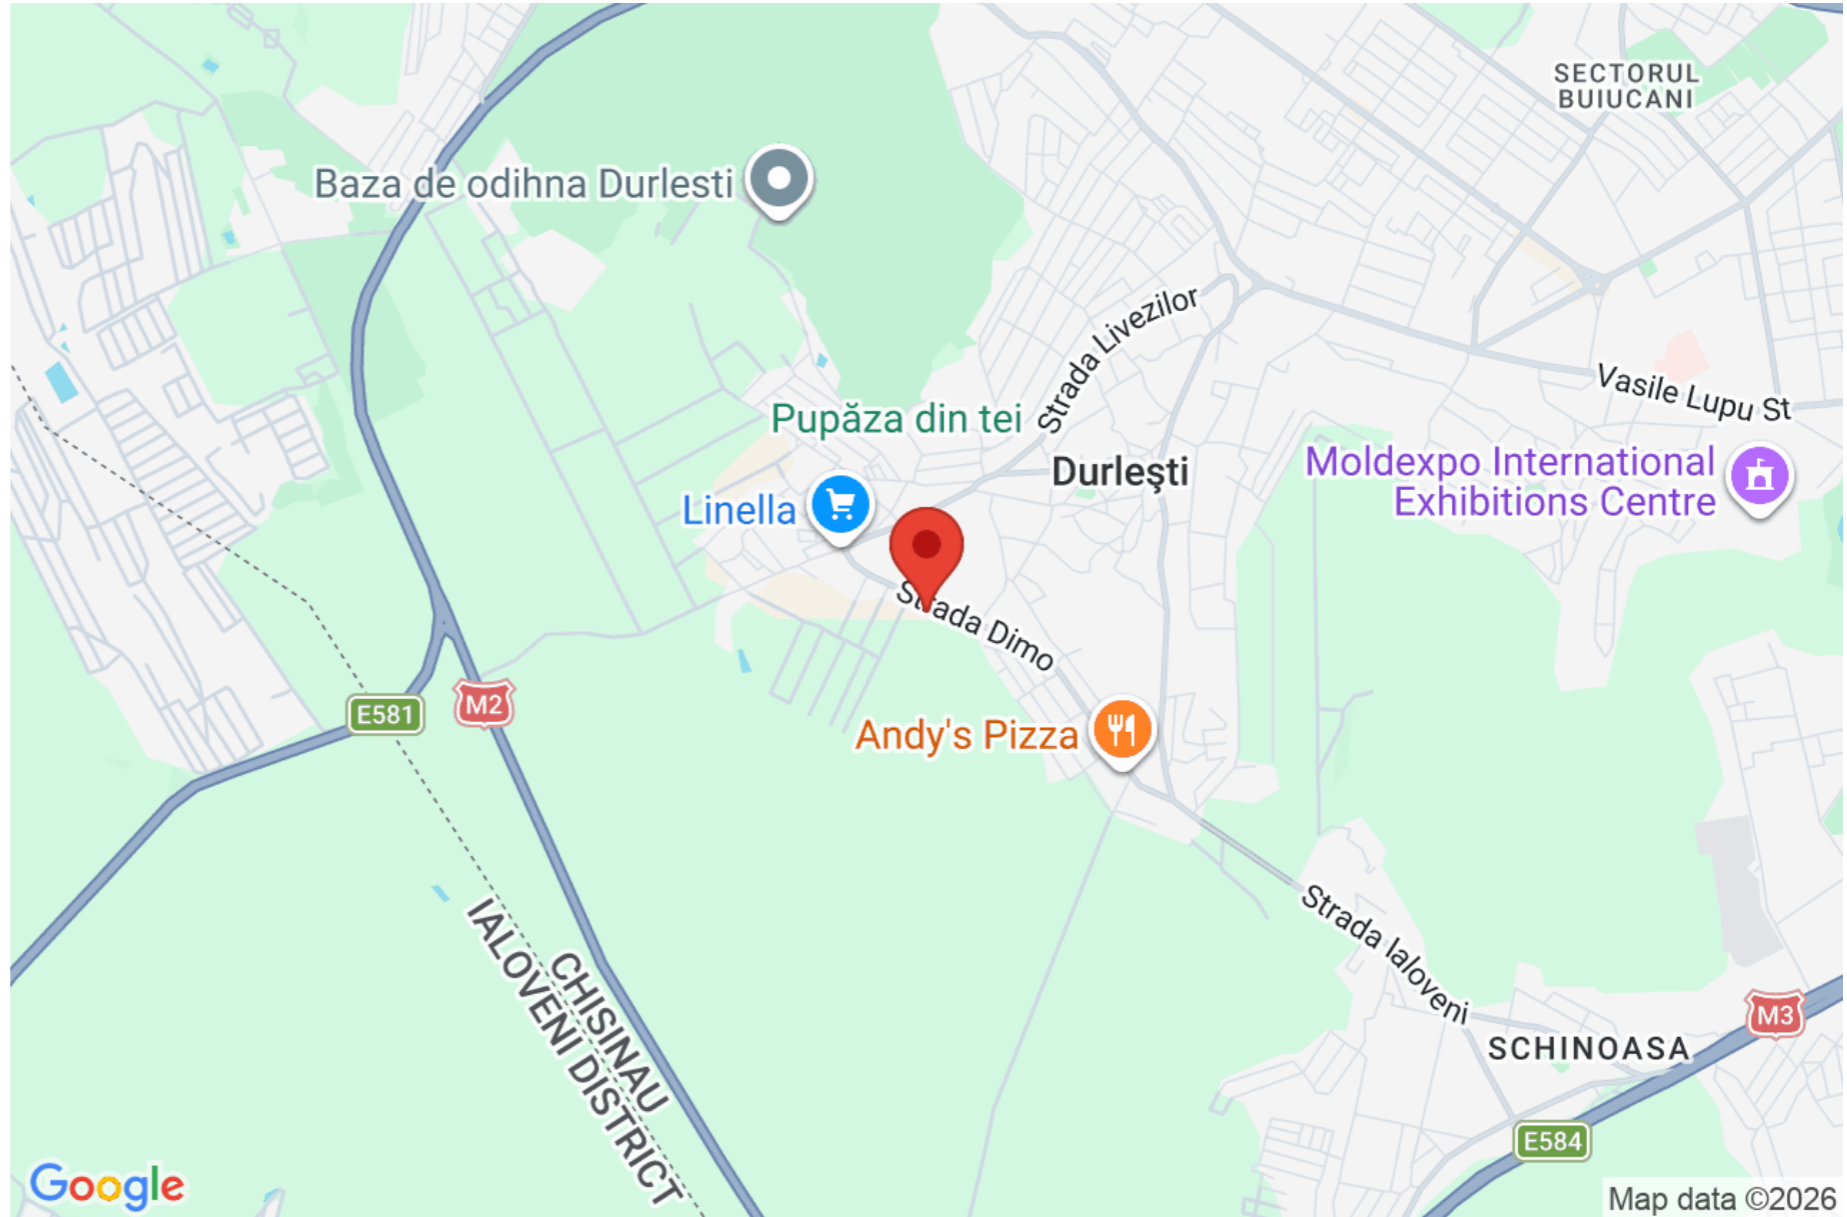 SECTORUL
BUIUCANI
Baza de odihna Durlesti
Strada Livezilor
Vasile Lupu St
Pupăza din tei
Durleşti
Moldexpo International
Exhibitions Centre
Linella
Strada Dimo
E581
M2
Andy's Pizza
Strada Ialoveni
CHISINAU
IALOVENI DISTRICT
M3
SCHINOASA
E584
Google
Map data ©2026